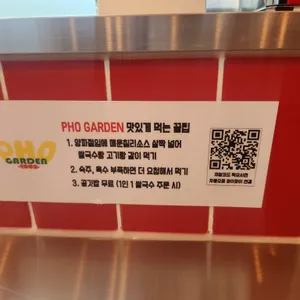 PHO GARDEN 맛있게 먹는 꿀팁
PHO
GARDEN
1. 양파절임에 매운칠리소스 살짝 넣어
쌀국수랑 고기랑 같이 먹기
2. 숙주, 육수 부족하면 더 요청해서 먹기
3. 공깃밥 무료 (1인 1쌀국수 주문 시)